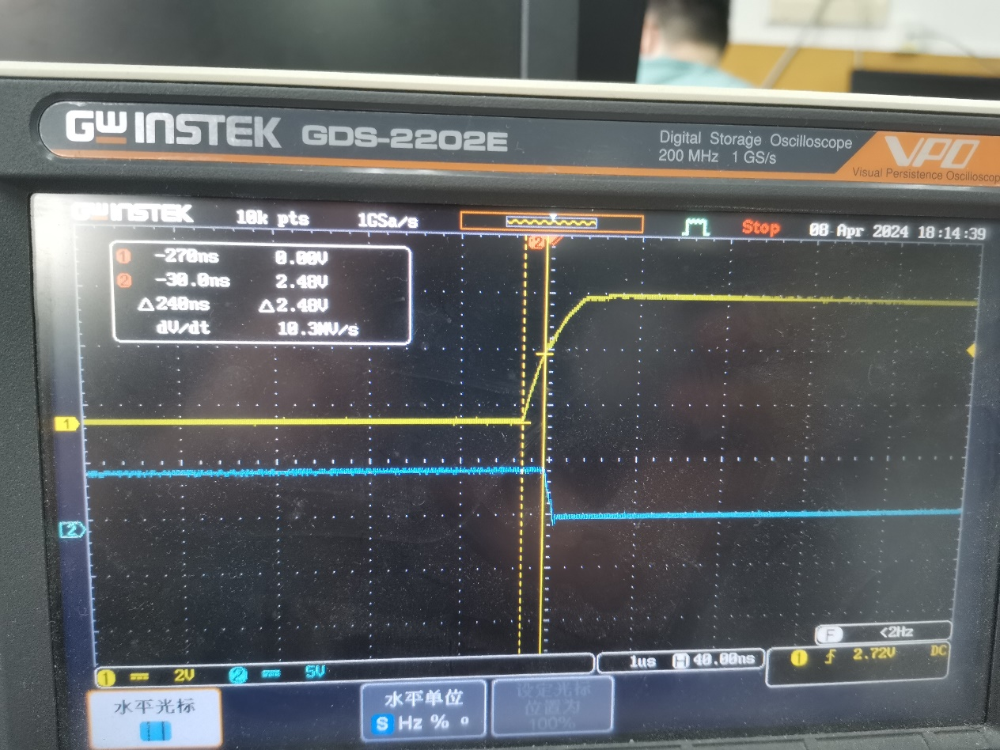 GW INSTEK GDS-2202E
Digital Storage Oscilloscope
200 MHz 1 GS/s
VPO
Visual Persistence Oscilloscop
GW INSTEK 10k pts 1GSa/s Stop 08 Apr 2024 18:14:39
1 -270ns 0.00V
2 -30.0ns 2.48V
△240ns △2.48V
dV/dt 10.3MV/s
2
1
2
F <2Hz
1 2V 2 5V 1us H 40.00ns 1 2.72V DC
水平光标
水平单位
S Hz % °
设定光标
位置为
100%